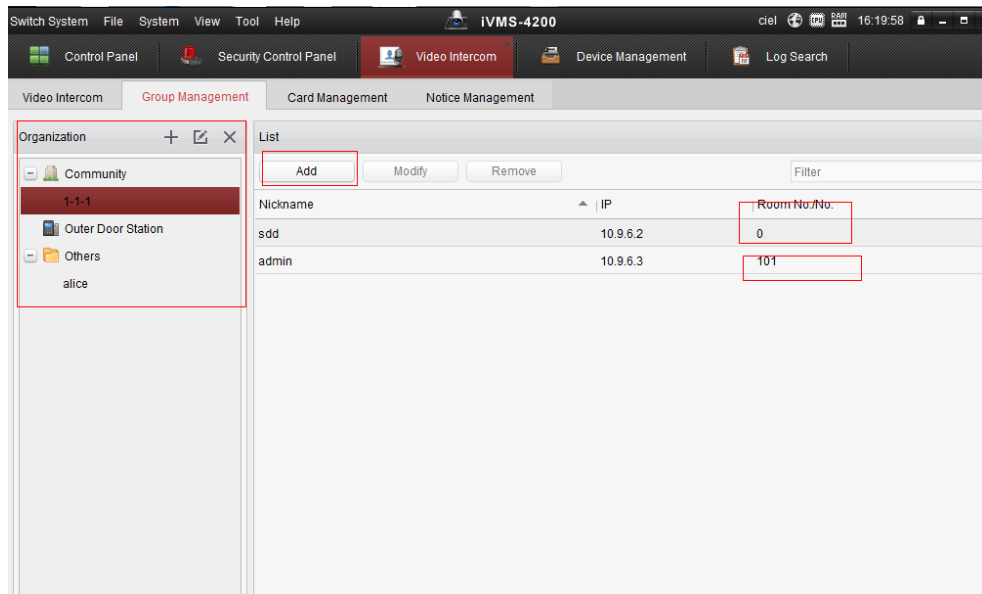 Switch System File System View Tool Help iVMS-4200 ciel CPU RAM 16:19:58
Control Panel Security Control Panel Video Intercom Device Management Log Search
Video Intercom Group Management Card Management Notice Management
Organization List
Community Add Modify Remove Filter
1-1-1 Nickname IP Room No./No.
Outer Door Station sdd 10.9.6.2 0
Others admin 10.9.6.3 101
alice